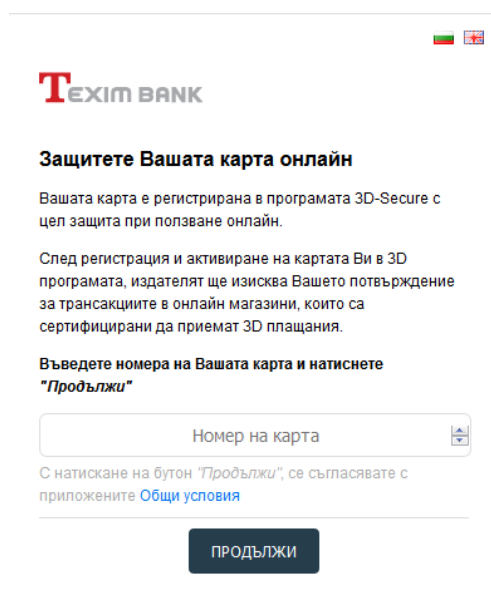 TEXIM BANK
Защитете Вашата карта онлайн
Вашата карта е регистрирана в програмата 3D-Secure с
цел защита при ползване онлайн.
След регистрация и активиране на картата Ви в 3D
програмата, издателят ще изисква Вашето потвърждение
за трансакциите в онлайн магазини, които са
сертифицирани да приемат 3D плащания.
Въведете номера на Вашата карта и натиснете
"Продължи"
Номер на карта
С натискане на бутон "Продължи", се съгласявате с
приложените Общи условия
ПРОДЪЛЖИ